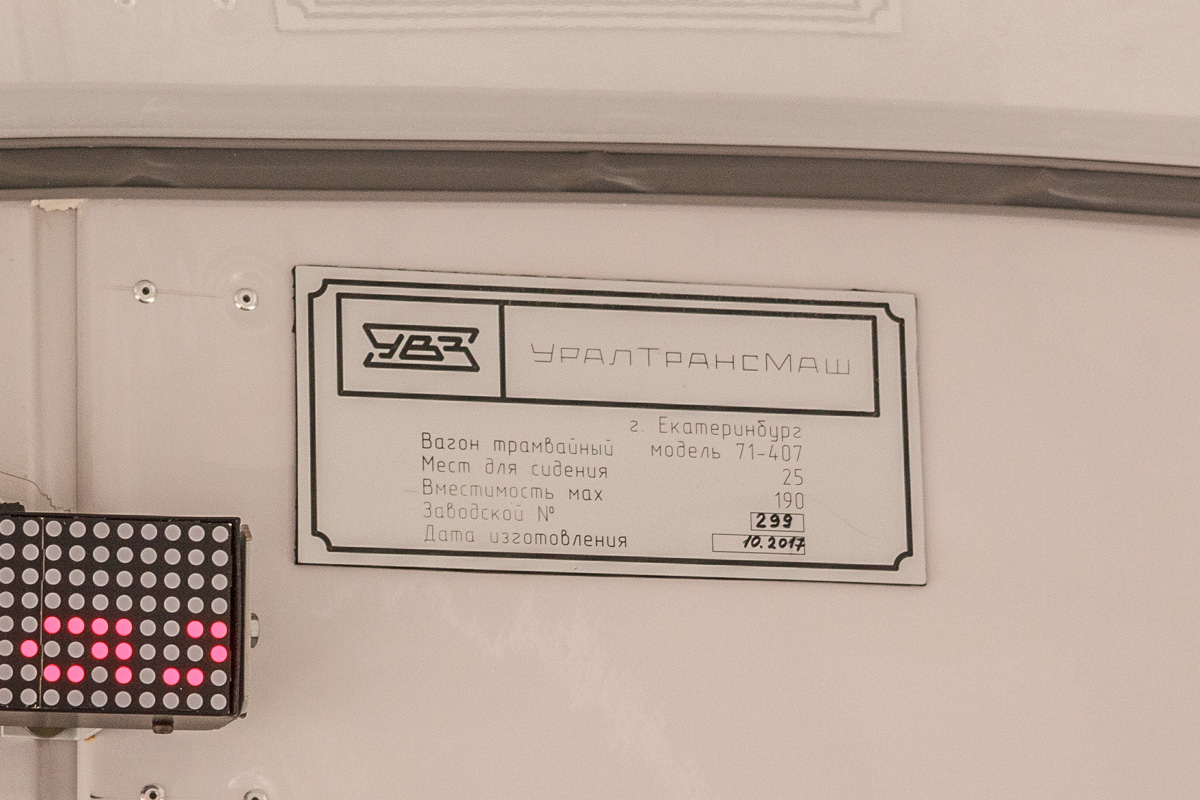 УВЗ УРАЛТРАНСМАШ
г. Екатеринбург
Вагон трамвайный модель 71-407
Мест для сидения 25
Вместимость мах 190
Заводской № 299
Дата изготовления 10.2017